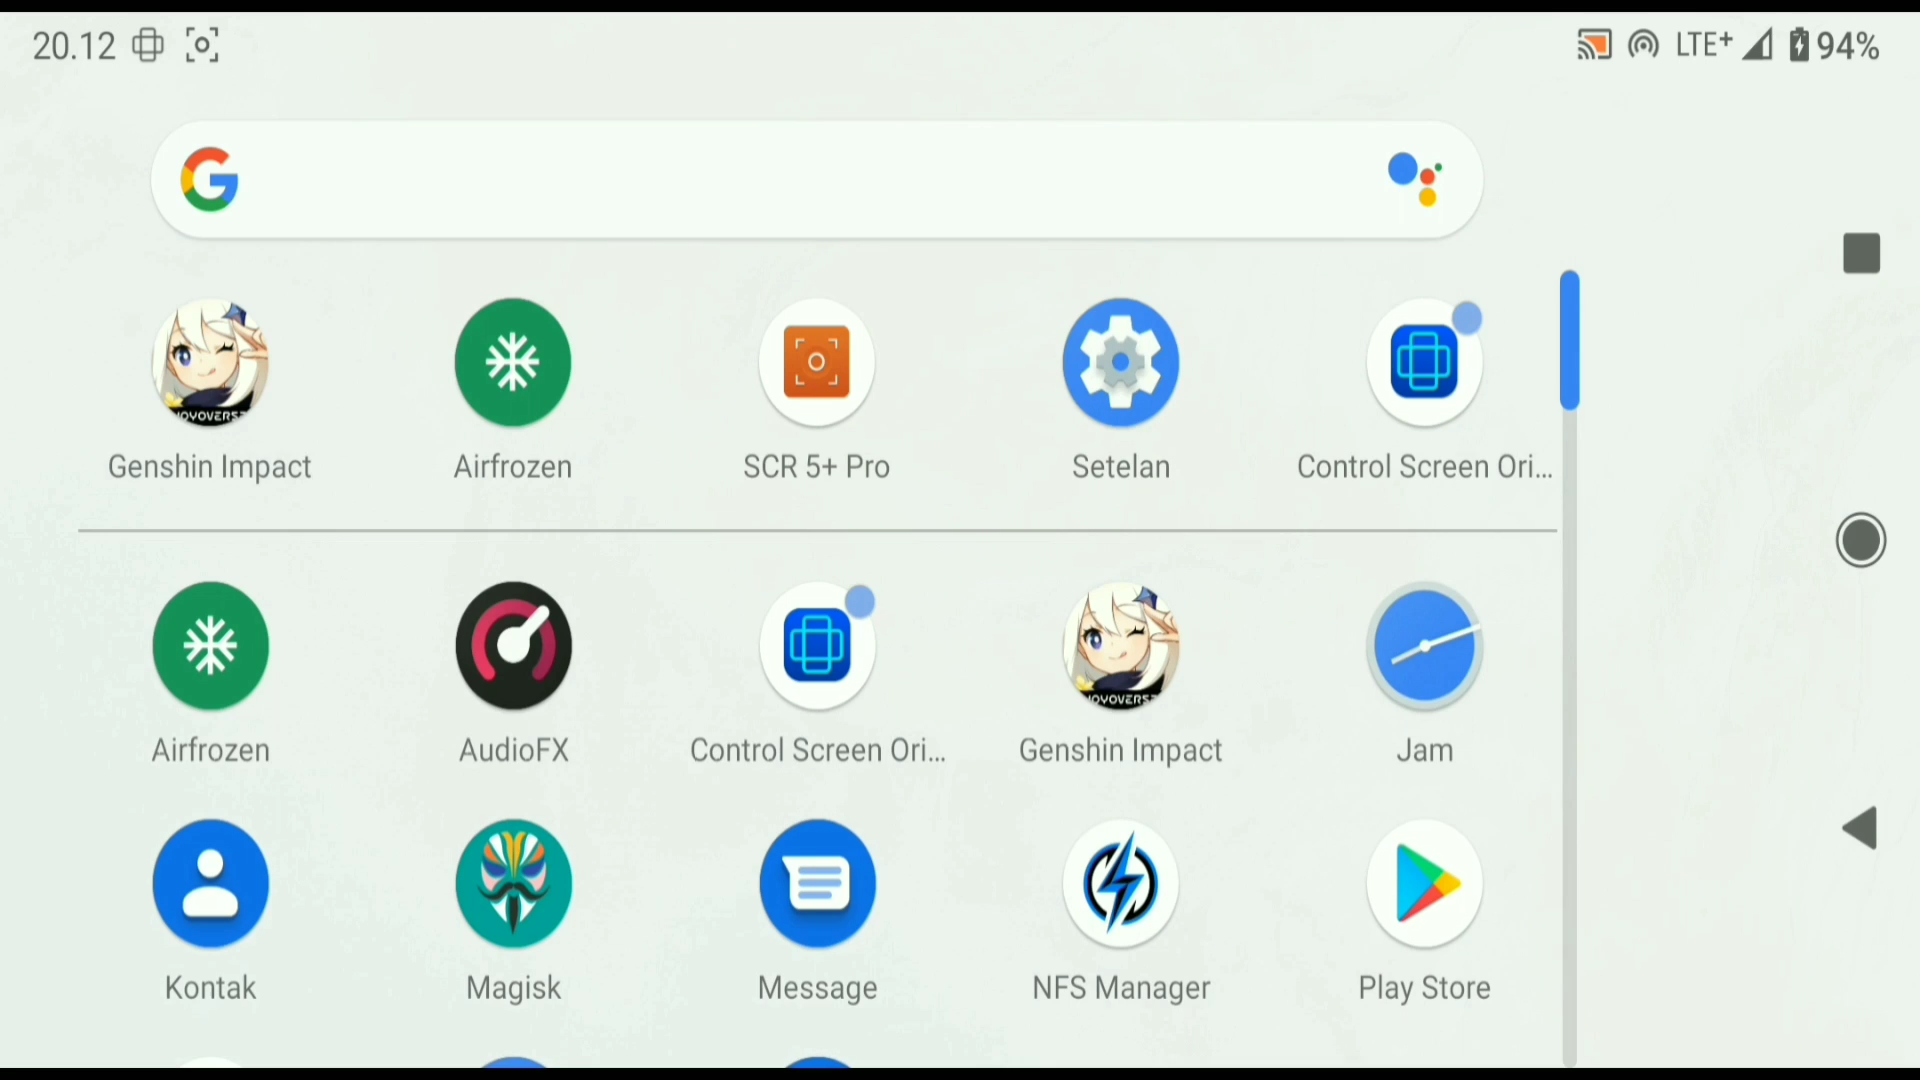 20.12 LTE+ 94%
G
Genshin Impact Airfrozen SCR 5+ Pro Setelan Control Screen Ori...
Airfrozen AudioFX Control Screen Ori... Genshin Impact Jam
Kontak Magisk Message NFS Manager Play Store